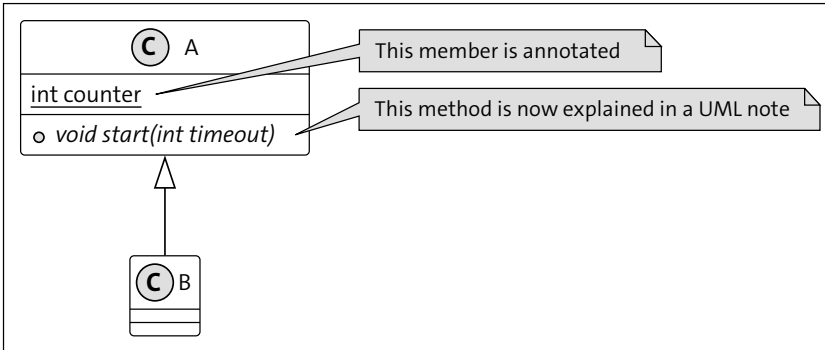 C A
This member is annotated
int counter
This method is now explained in a UML note
void start(int timeout)
C B